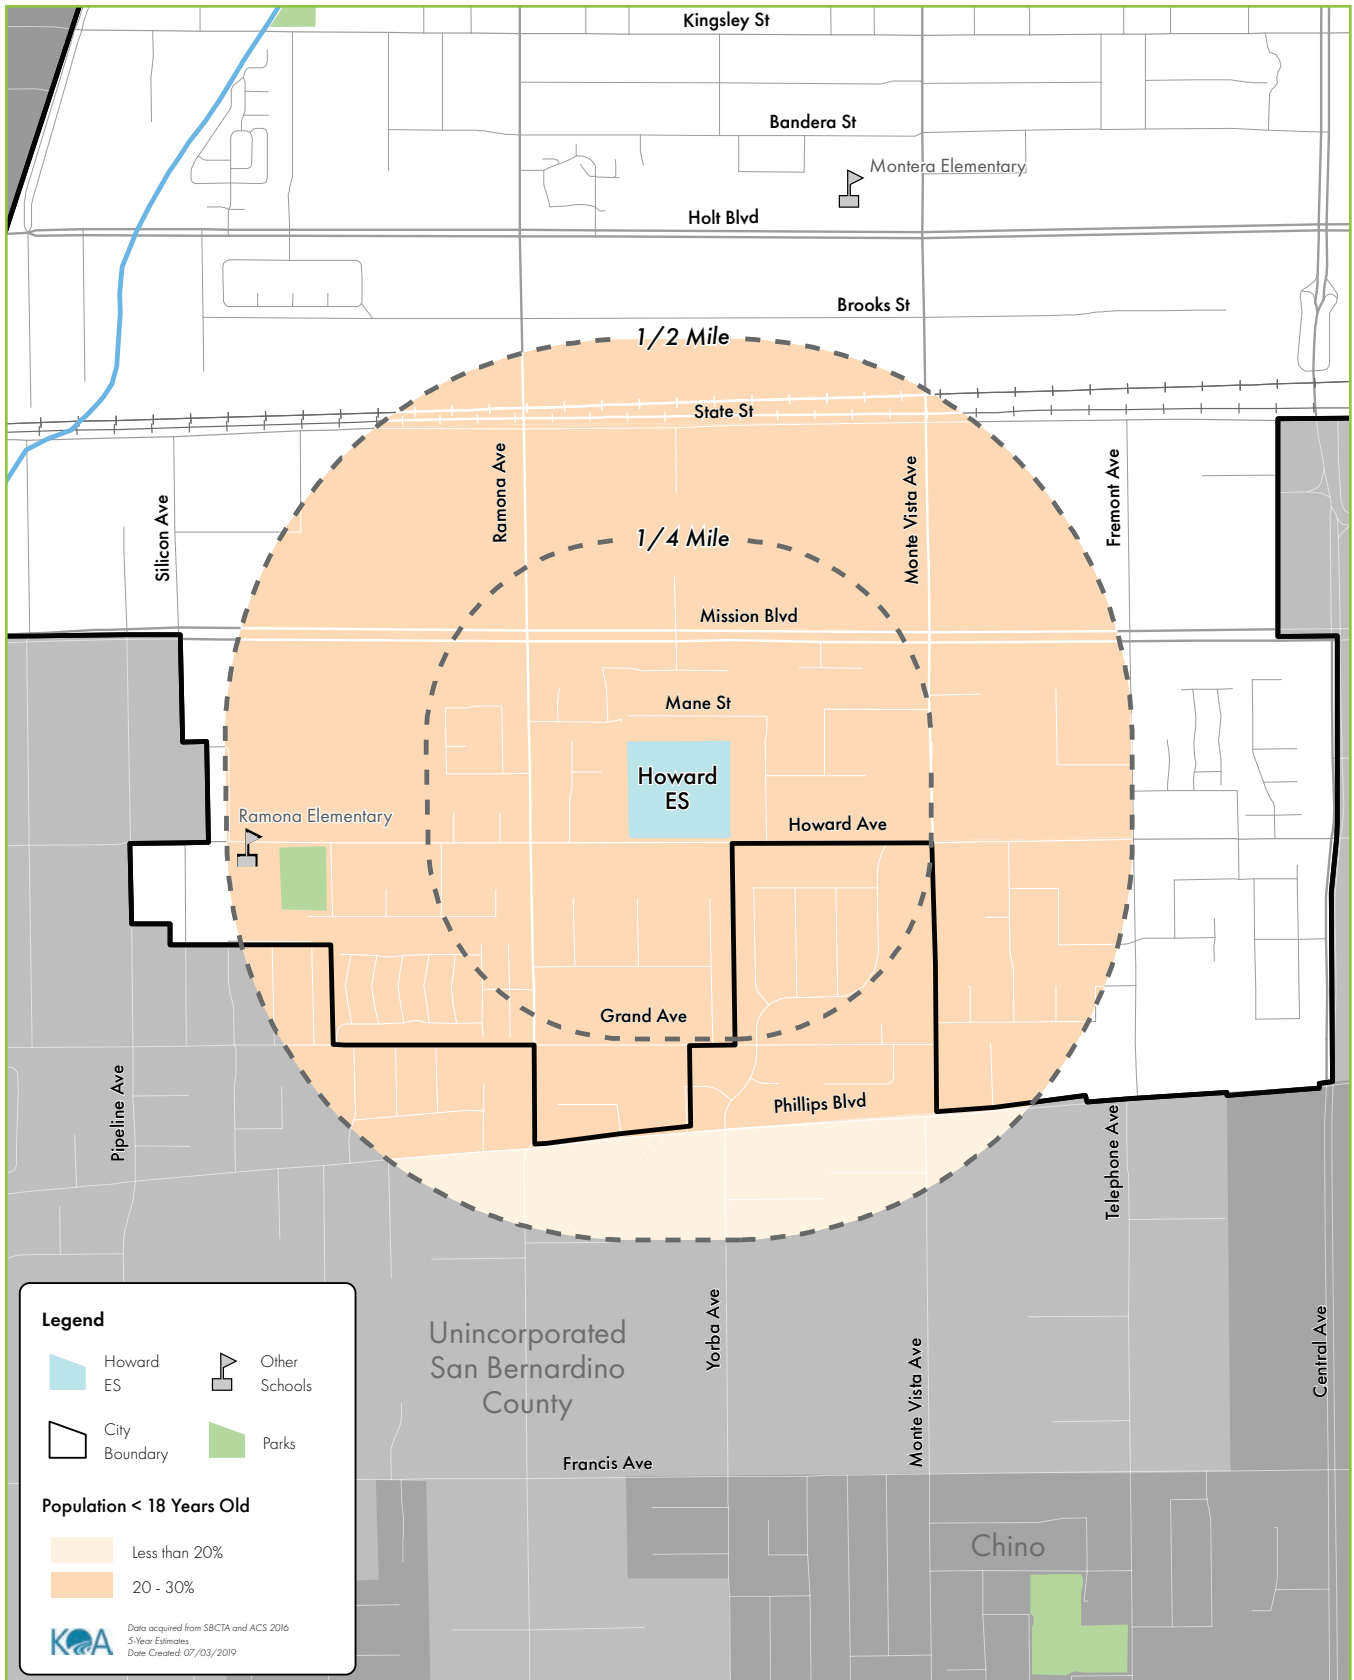 Kingsley St
Bandera St
Montera Elementary
Holt Blvd
Brooks St
1/2 Mile
State St
Ramona Ave
Monte Vista Ave
Fremont Ave
Silicon Ave
1/4 Mile
Mission Blvd
Mane St
Howard
ES
Ramona Elementary
Howard Ave
Grand Ave
Pipeline Ave
Phillips Blvd
Telephone Ave
Unincorporated
San Bernardino
County
Yorba Ave
Monte Vista Ave
Central Ave
Francis Ave
Chino
Legend
Howard
ES
Other
Schools
City
Boundary
Parks
Population < 18 Years Old
Less than 20%
20 - 30%
KOA
Data acquired from SBCTA and ACS 2016
5-Year Estimates
Date Created: 07/03/2019